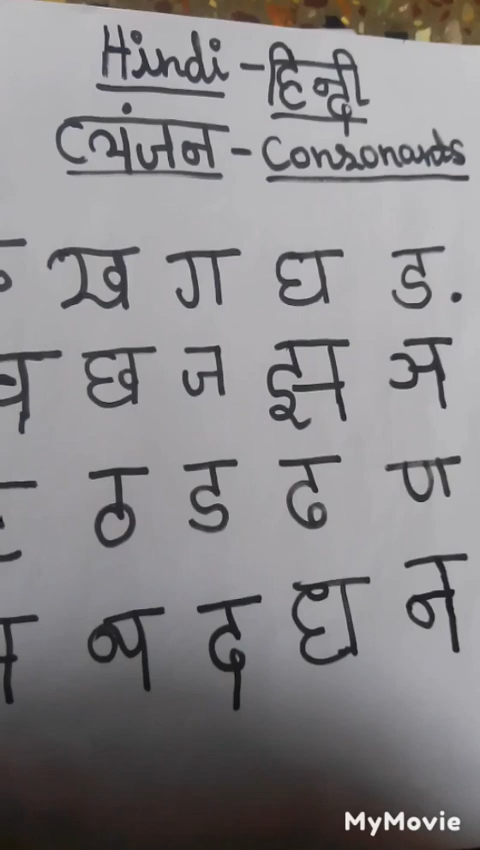 Hindi - हिन्दी
व्यंजन - Consonants
ख ग घ ङ
च छ ज झ ञ
ठ ड ढ ण
थ द ध न
MyMovie